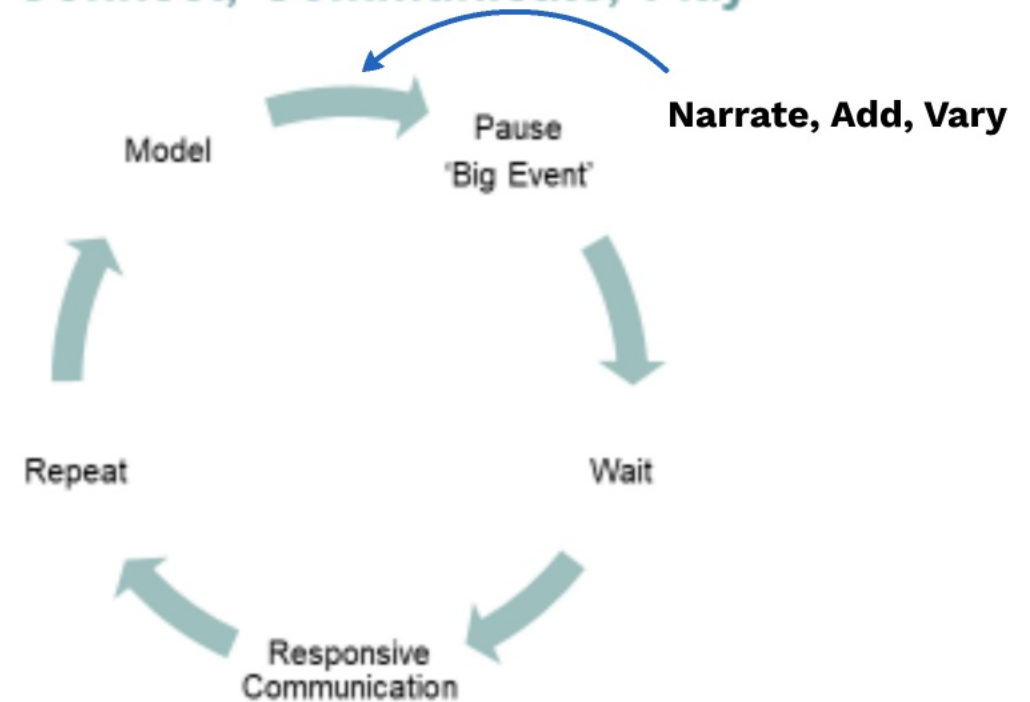 Narrate, Add, Vary
Model
Pause
'Big Event'
Wait
Responsive
Communication
Repeat